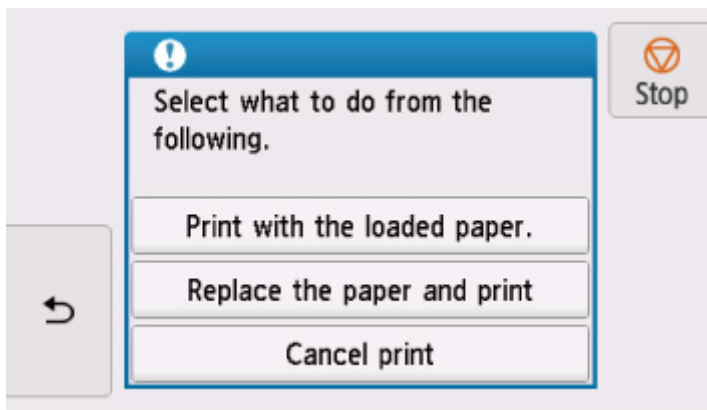 Select what to do from the
following.
Stop
Print with the loaded paper.
Replace the paper and print
Cancel print